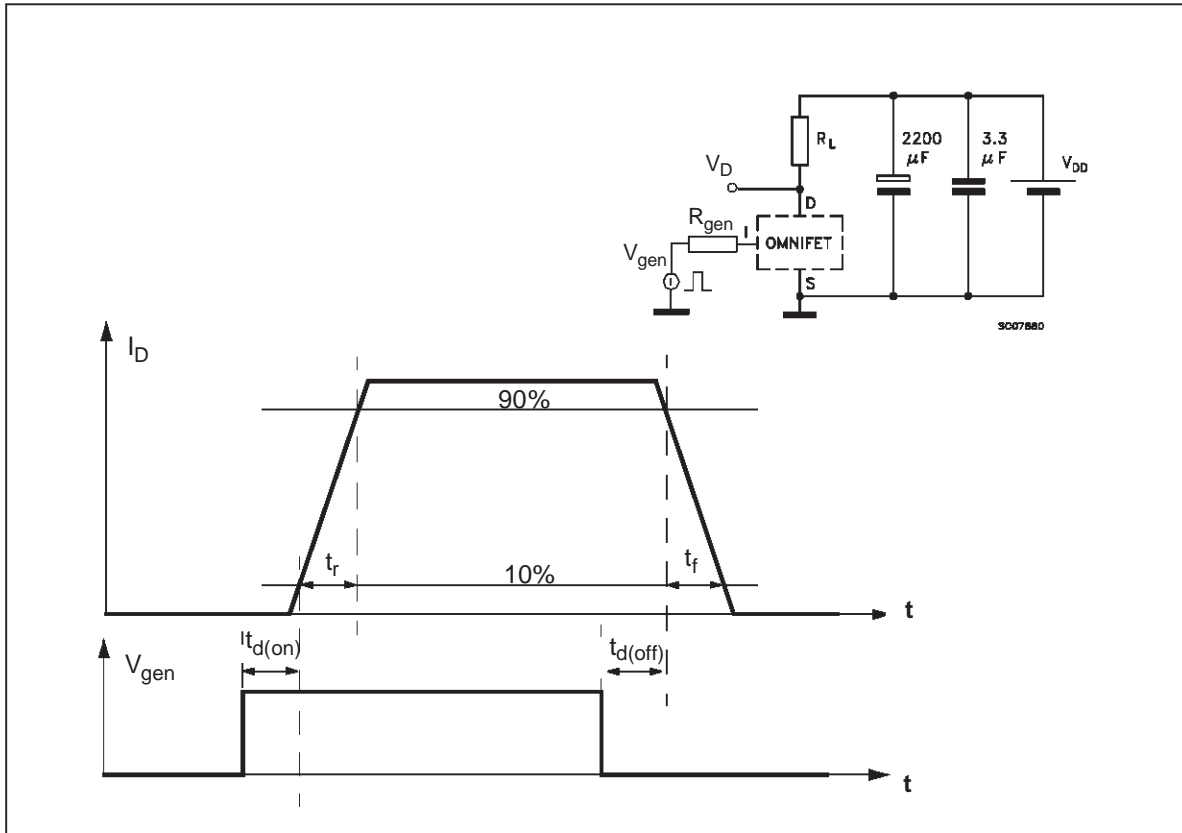 2200
µF
3.3
µF
R_L
V_DD
V_D
D
R_gen
I
OMNIFET
V_gen
S
SC07680
I_D
90%
t_r
10%
t_f
t
t_d(on)
t_d(off)
V_gen
t